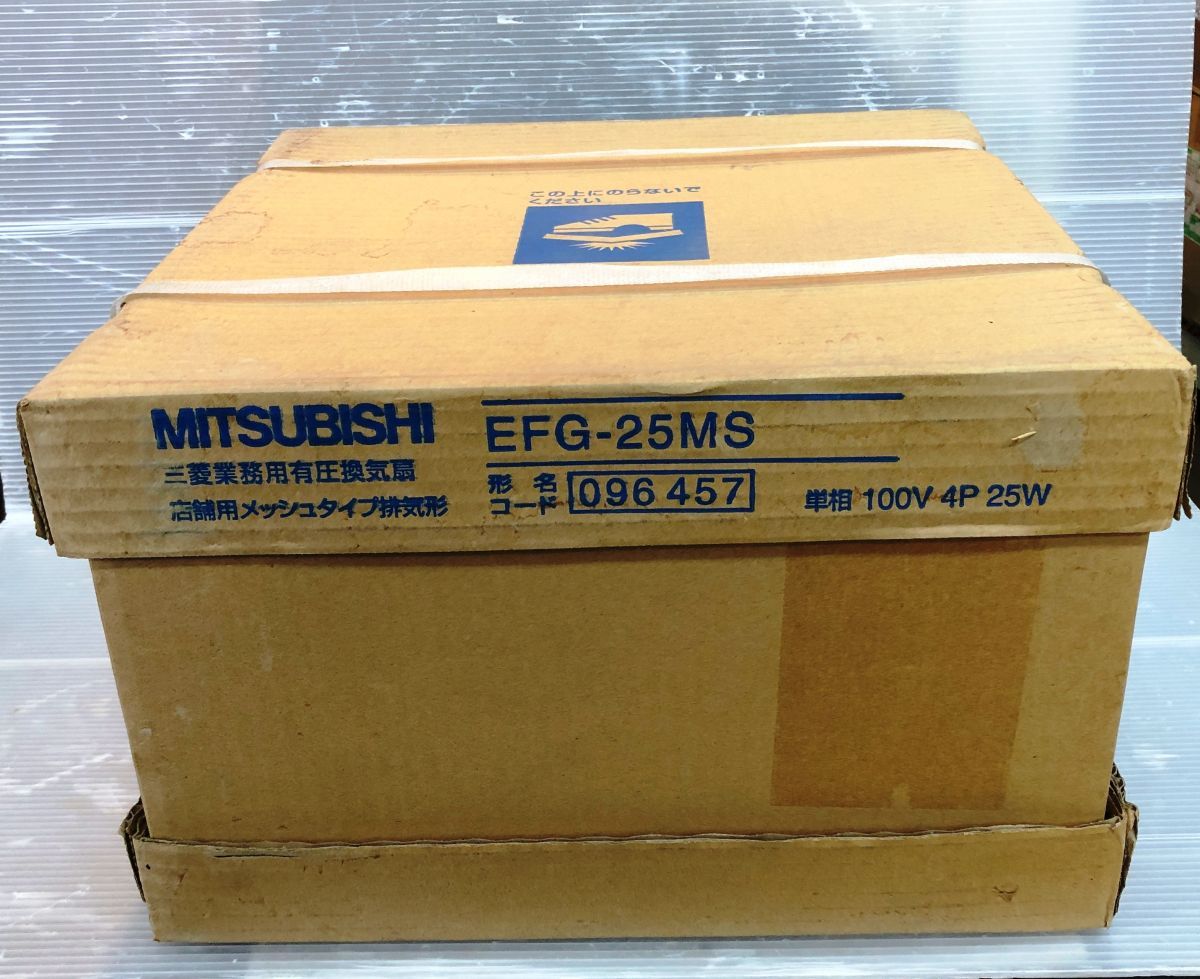 この上にのらないで
ください
MITSUBISHI
三菱業務用有圧換気扇
店舗用メッシュタイプ排気形
EFG-25MS
形名
コード 096 457
単相 100V 4P 25W